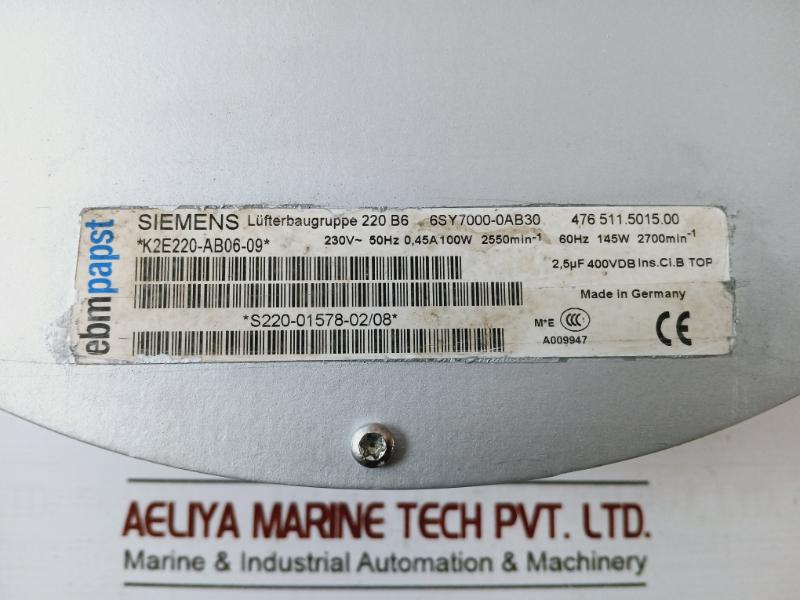 ebmpapst
SIEMENS Lüfterbaugruppe 220 B6 6SY7000-0AB30 476 511.5015.00
*K2E220-AB06-09* 230V~ 50Hz 0,45A100W 2550min-1 60Hz 145W 2700min-1
2,5µF 400VDB Ins.Cl.B TOP
Made in Germany
*S220-01578-02/08*
M*E CCC CE
A009947
AELIYA MARINE TECH PVT. LTD.
Marine & Industrial Automation & Machinery